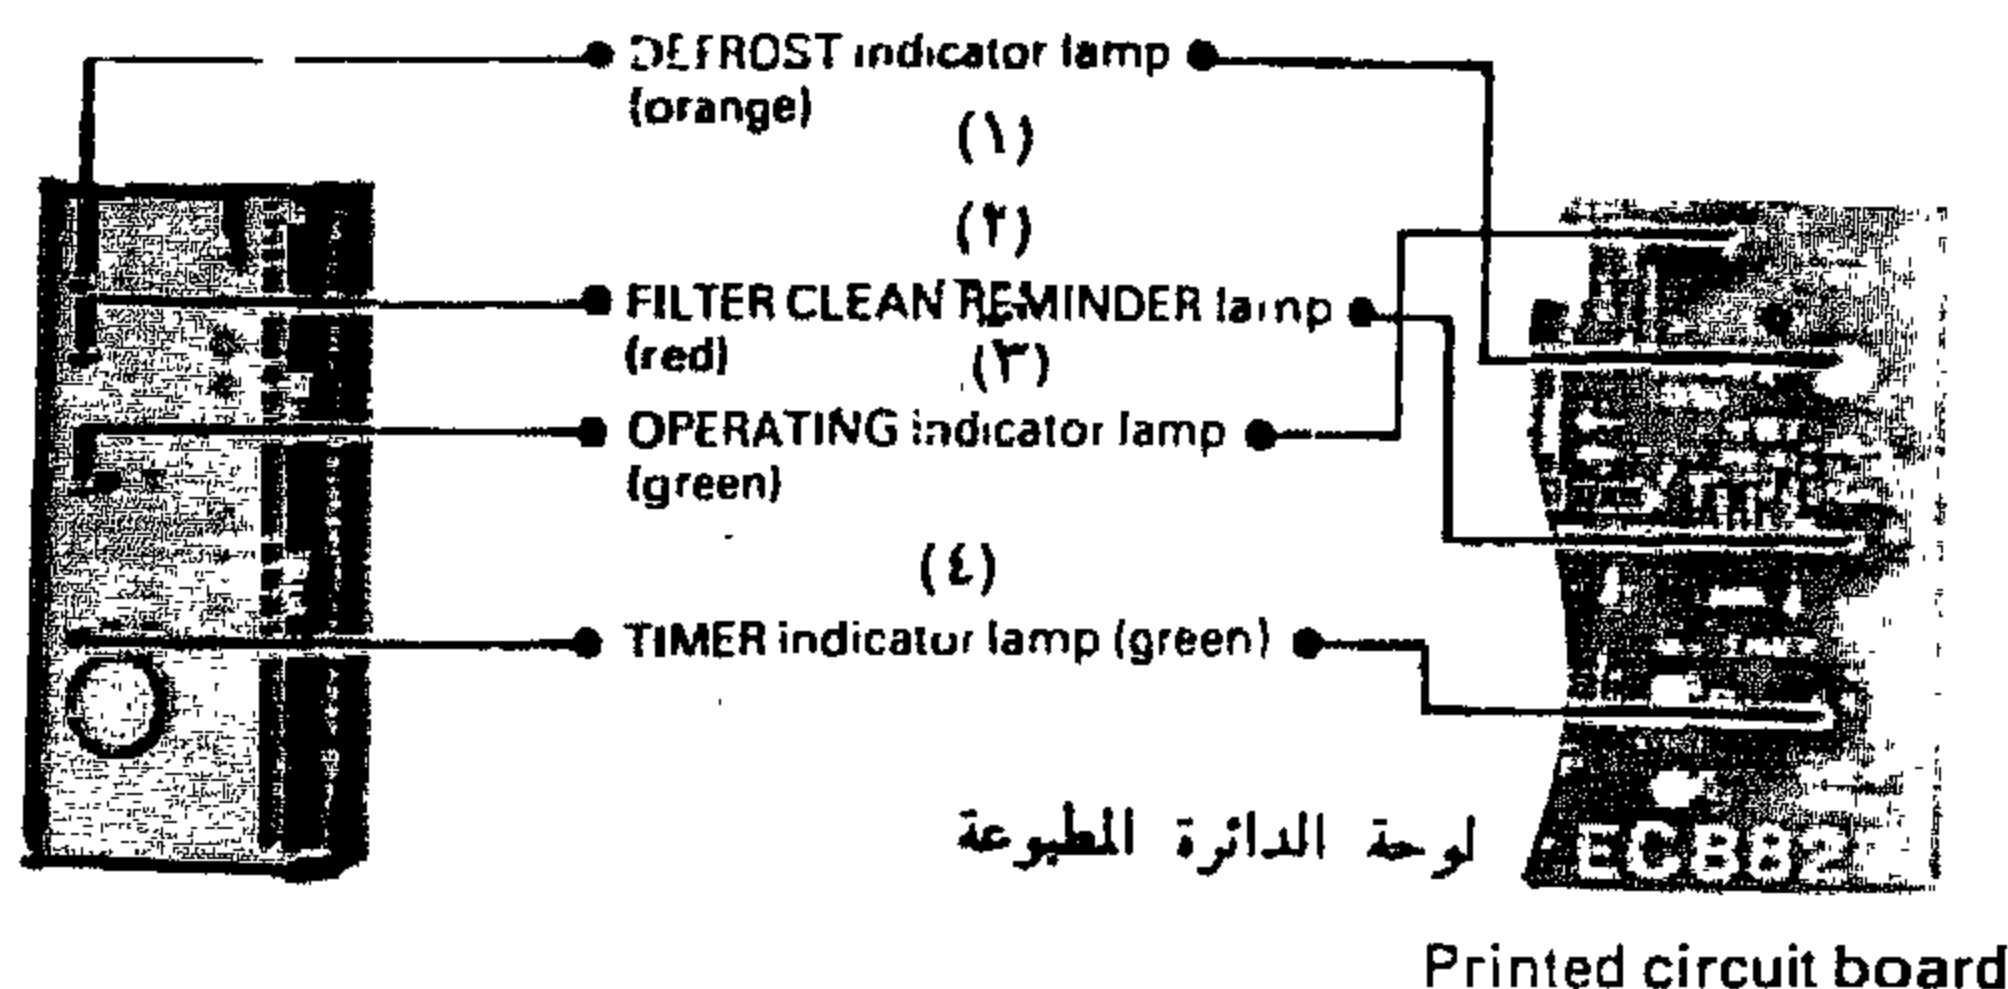 DEFROST indicator lamp
(orange)
(١)
(٢)
FILTER CLEAN REMINDER lamp
(red)
(٣)
OPERATING indicator lamp
(green)
(٤)
TIMER indicator lamp (green)
لوحة الدائرة المطبوعة
ECB82
Printed circuit board